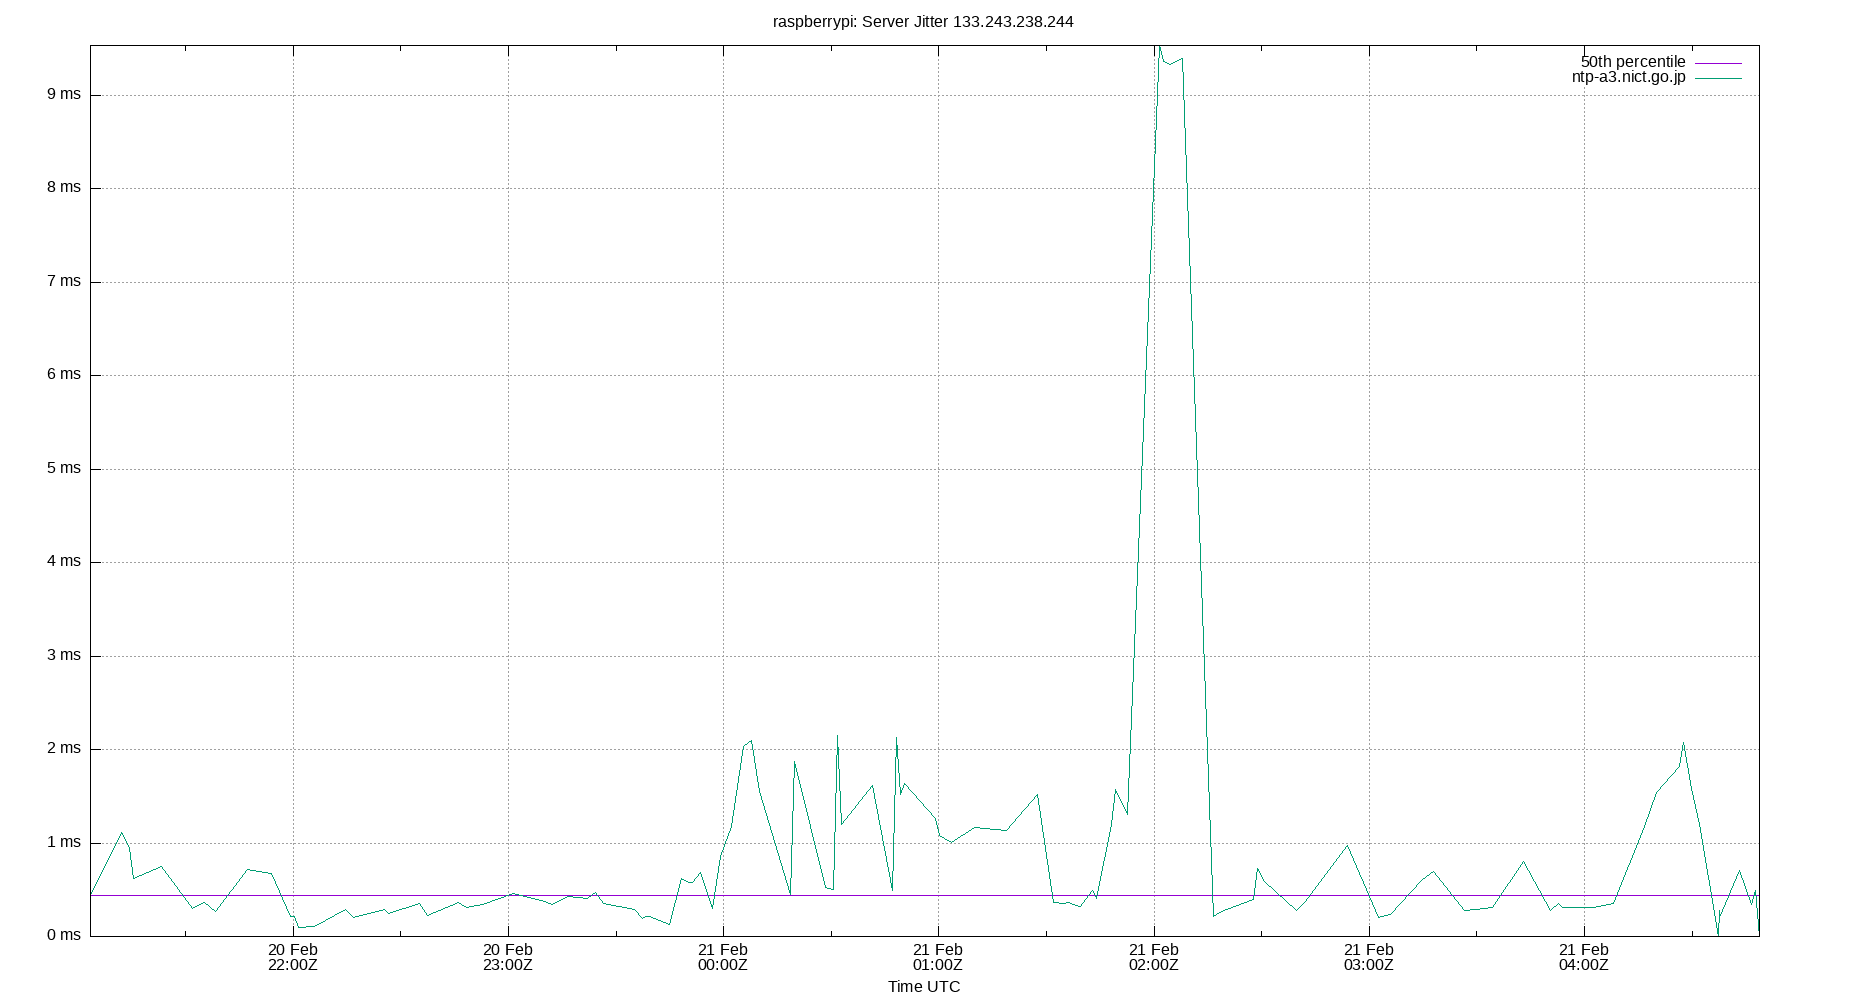 raspberrypi: Server Jitter 133.243.238.244
50th percentile
ntp-a3.nict.go.jp
9 ms
8 ms
7 ms
6 ms
5 ms
4 ms
3 ms
2 ms
1 ms
0 ms
20 Feb 20 Feb 21 Feb 21 Feb 21 Feb 21 Feb 21 Feb
22:00Z 23:00Z 00:00Z 01:00Z 02:00Z 03:00Z 04:00Z
Time UTC